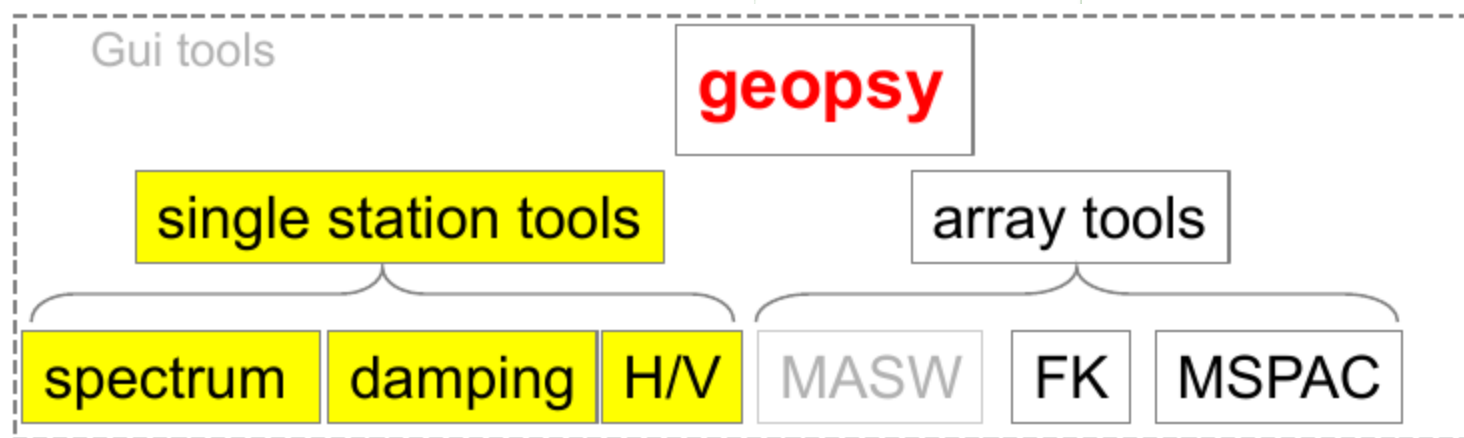 Gui tools
geopsy
single station tools
array tools
spectrum
damping
H/V
MASW
FK
MSPAC